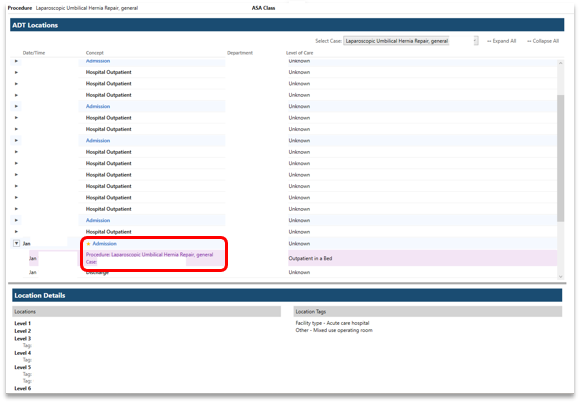 Procedure Laparoscopic Umbilical Hernia Repair, general ASA Class
ADT Locations
Select Case: Laparoscopic Umbilical Hernia Repair, general Expand All Collapse All
Date/Time Concept Department Level of Care
Admission Unknown
Hospital Outpatient Unknown
Hospital Outpatient Unknown
Hospital Outpatient Unknown
Admission Unknown
Hospital Outpatient Unknown
Hospital Outpatient Unknown
Admission Unknown
Hospital Outpatient Unknown
Hospital Outpatient Unknown
Hospital Outpatient Unknown
Hospital Outpatient Unknown
Hospital Outpatient Unknown
Hospital Outpatient Unknown
Admission Unknown
Hospital Outpatient Unknown
Jan Admission Unknown
Procedure: Laparoscopic Umbilical Hernia Repair, general
Jan Outpatient in a Bed
Case:
Jan Discharge Unknown
Location Details
Locations Location Tags
Level 1 Facility type - Acute care hospital
Level 2 Other - Mixed use operating room
Level 3
Tag:
Level 4
Tag:
Level 5
Tag:
Tag:
Level 6